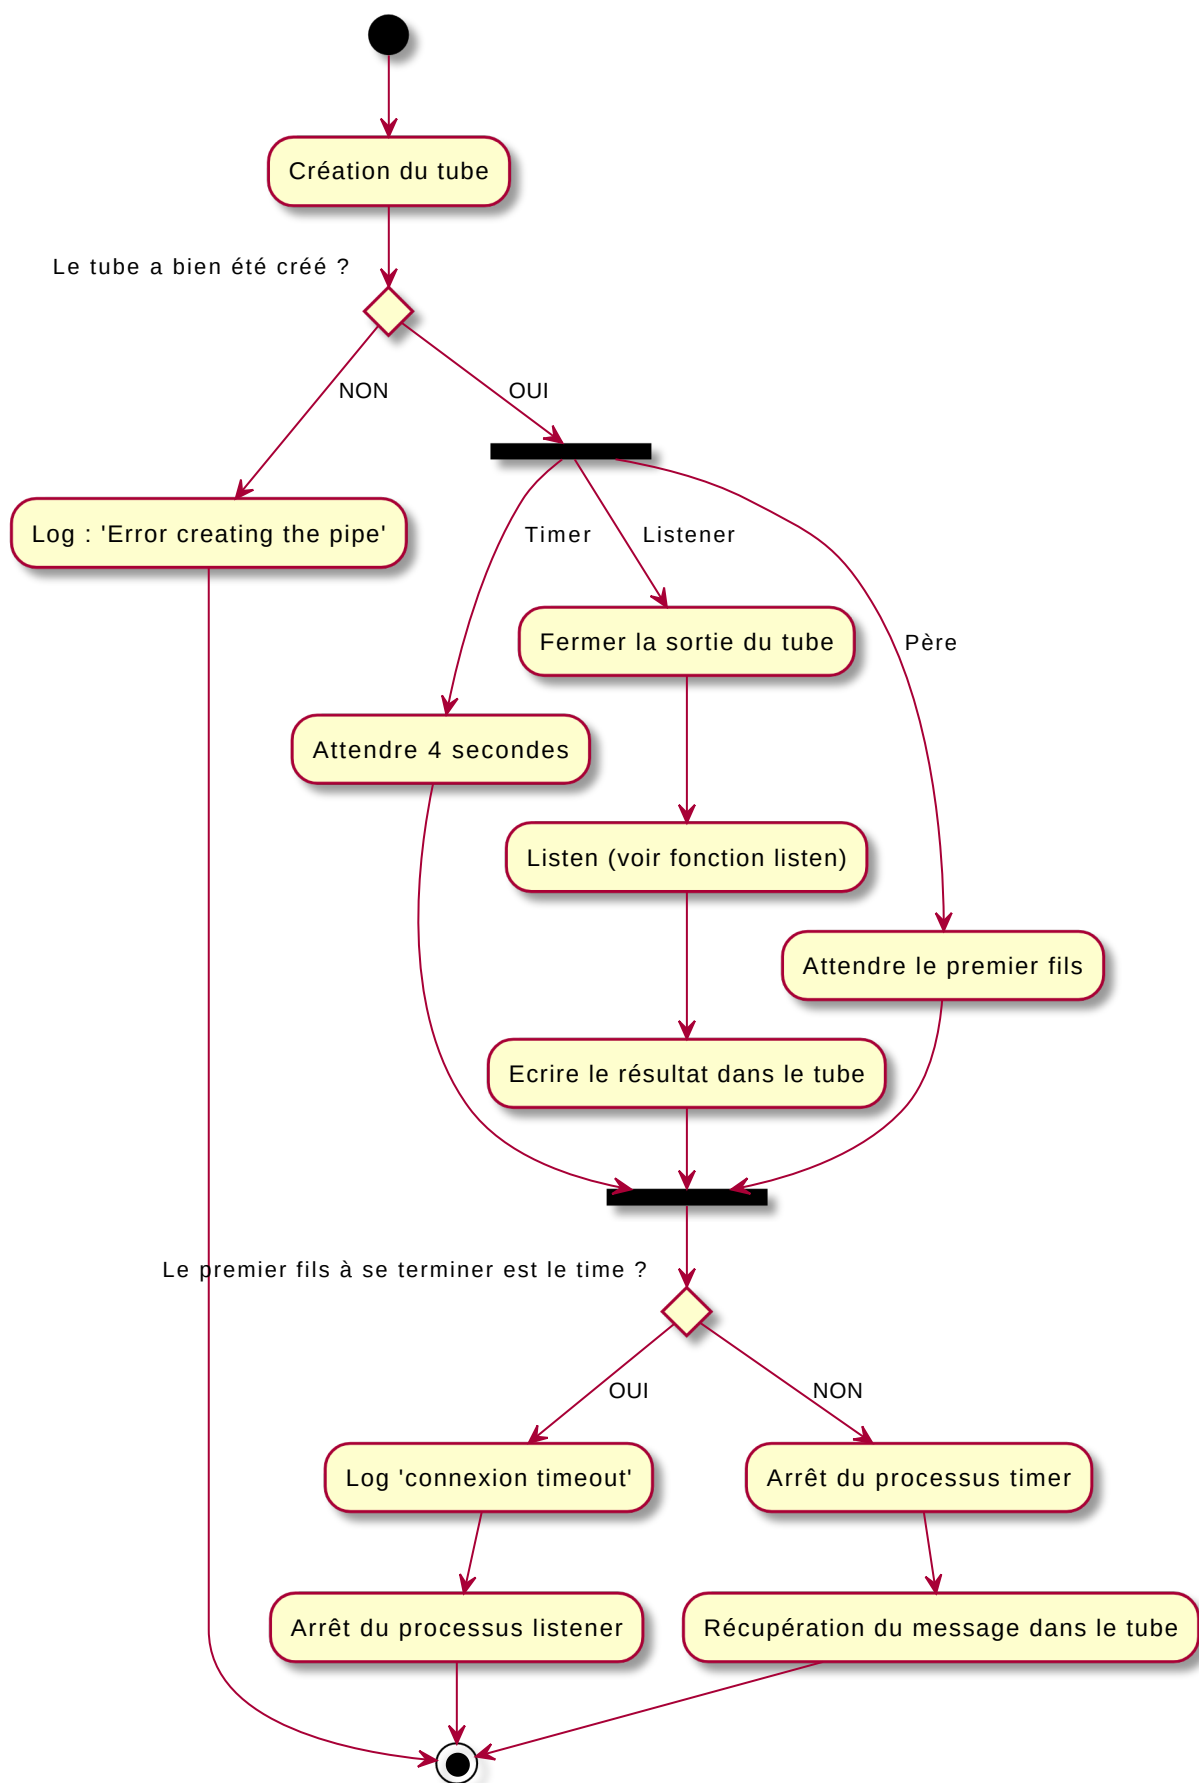 Création du tube
Le tube a bien été créé ?
NON
OUI
Log : 'Error creating the pipe'
Timer
Listener
Fermer la sortie du tube
Père
Attendre 4 secondes
Listen (voir fonction listen)
Attendre le premier fils
Ecrire le résultat dans le tube
Le premier fils à se terminer est le time ?
OUI
NON
Log 'connexion timeout'
Arrêt du processus timer
Arrêt du processus listener
Récupération du message dans le tube